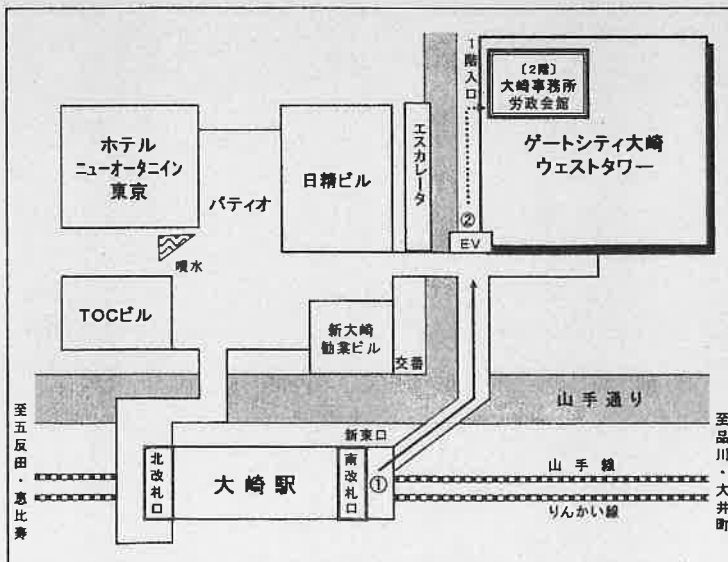 1階入口
〔2階〕
大崎事務所
労政会館
ゲートシティ大崎
ウェストタワー
ホテル
ニューオータニイン
東京
パティオ
日精ビル
エスカレータ
②
EV
噴水
TOCビル
新大崎
勧業ビル
交番
山手通り
至五反田・恵比寿
新東口
北改札口
大崎駅
南改札口
①
山手線
りんかい線
至品川・大井町